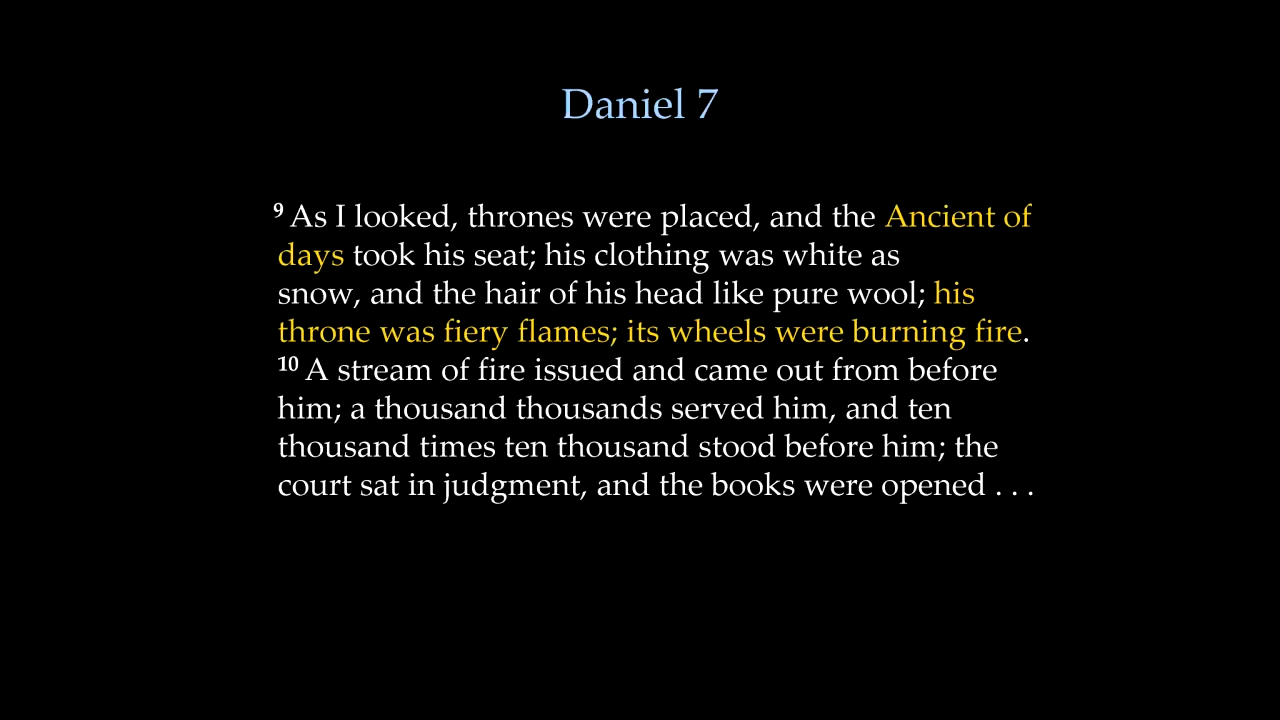 Daniel 7
9 As I looked, thrones were placed, and the Ancient of
days took his seat; his clothing was white as
snow, and the hair of his head like pure wool; his
throne was fiery flames; its wheels were burning fire.
10 A stream of fire issued and came out from before
him; a thousand thousands served him, and ten
thousand times ten thousand stood before him; the
court sat in judgment, and the books were opened . . .